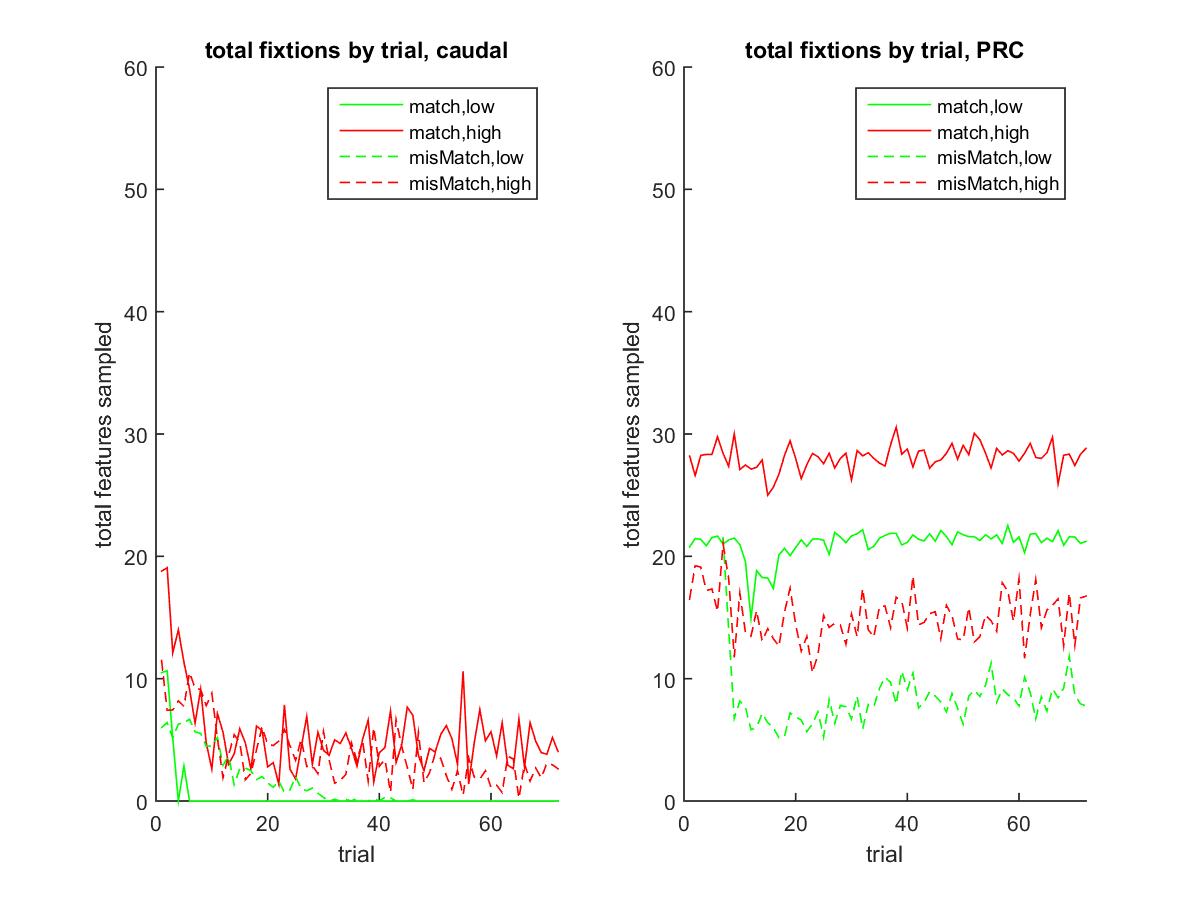 total fixtions by trial, caudal
60
50
40
30
20
10
0
0 20 40 60
total features sampled
trial
match,low
match,high
misMatch,low
misMatch,high
total fixtions by trial, PRC
60
50
40
30
20
10
0
0 20 40 60
total features sampled
trial
match,low
match,high
misMatch,low
misMatch,high